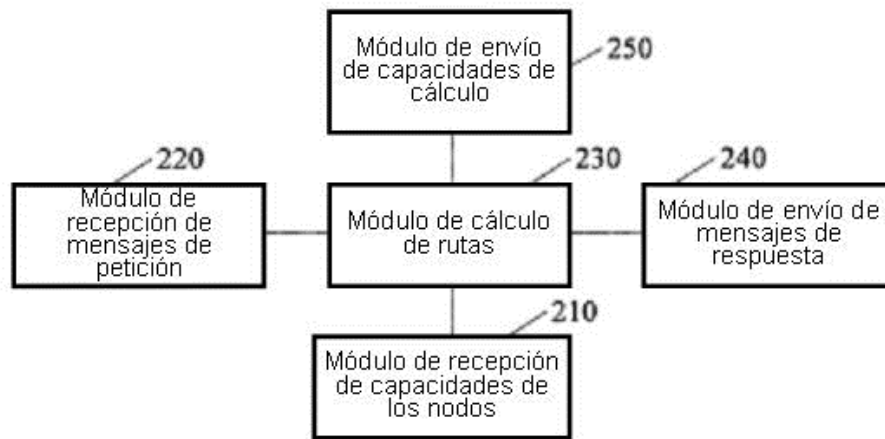 Módulo de envío
de capacidades de
cálculo
250
220
Módulo de
recepción de
mensajes de
petición
230
Módulo de cálculo
de rutas
240
Módulo de envío de
mensajes de
respuesta
210
Módulo de recepción
de capacidades de
los nodos